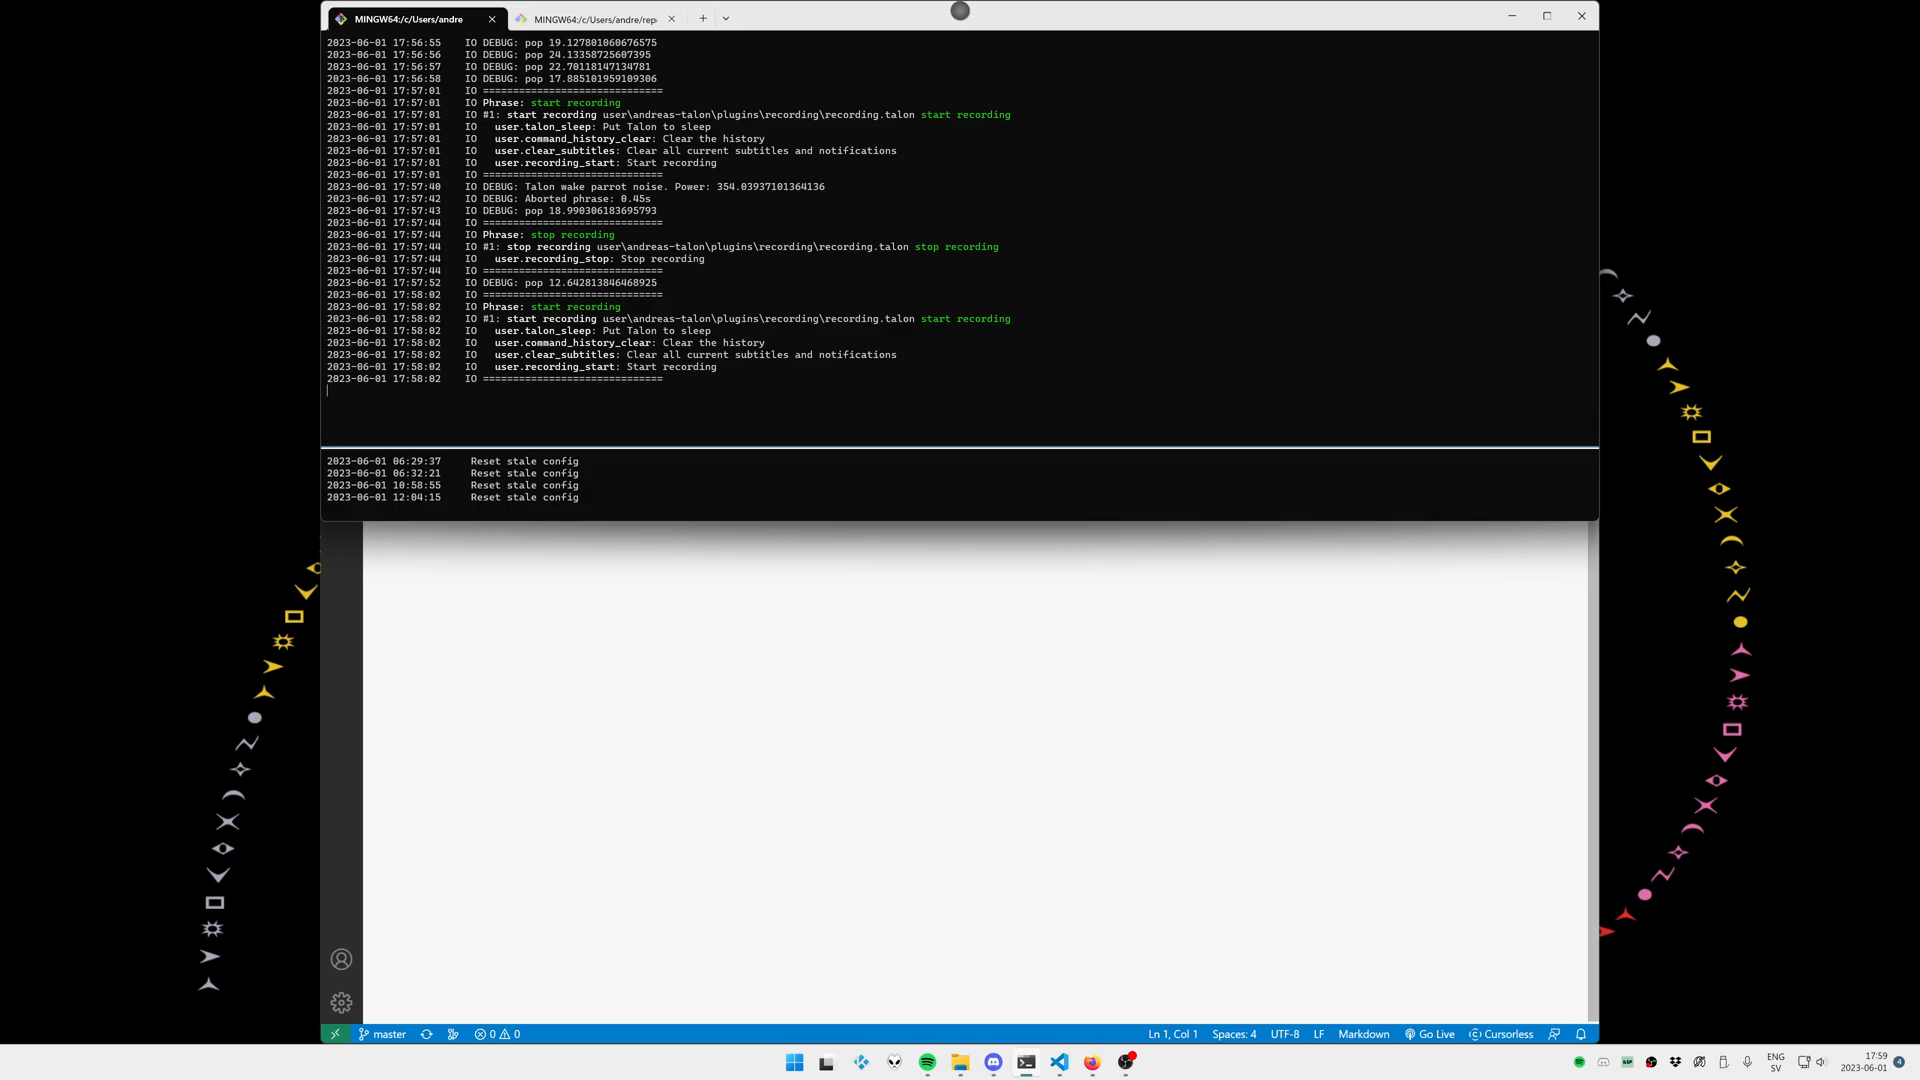 MINGW64:/c/Users/andre
MINGW64:/c/Users/andre/rep
2023-06-01 17:56:55    IO DEBUG: pop 19.127801060676575
2023-06-01 17:56:56    IO DEBUG: pop 24.13358725607395
2023-06-01 17:56:57    IO DEBUG: pop 22.70118147134781
2023-06-01 17:56:58    IO DEBUG: pop 17.885101959109306
2023-06-01 17:57:01    IO ==============================
2023-06-01 17:57:01    IO Phrase: start recording
2023-06-01 17:57:01    IO #1: start recording user\andreas-talon\plugins\recording\recording.talon start recording
2023-06-01 17:57:01    IO   user.talon_sleep: Put Talon to sleep
2023-06-01 17:57:01    IO   user.command_history_clear: Clear the history
2023-06-01 17:57:01    IO   user.clear_subtitles: Clear all current subtitles and notifications
2023-06-01 17:57:01    IO   user.recording_start: Start recording
2023-06-01 17:57:01    IO ==============================
2023-06-01 17:57:40    IO DEBUG: Talon wake parrot noise. Power: 354.03937101364136
2023-06-01 17:57:42    IO DEBUG: Aborted phrase: 0.45s
2023-06-01 17:57:43    IO DEBUG: pop 18.990306183695793
2023-06-01 17:57:44    IO ==============================
2023-06-01 17:57:44    IO Phrase: stop recording
2023-06-01 17:57:44    IO #1: stop recording user\andreas-talon\plugins\recording\recording.talon stop recording
2023-06-01 17:57:44    IO   user.recording_stop: Stop recording
2023-06-01 17:57:44    IO ==============================
2023-06-01 17:57:52    IO DEBUG: pop 12.642813846468925
2023-06-01 17:58:02    IO ==============================
2023-06-01 17:58:02    IO Phrase: start recording
2023-06-01 17:58:02    IO #1: start recording user\andreas-talon\plugins\recording\recording.talon start recording
2023-06-01 17:58:02    IO   user.talon_sleep: Put Talon to sleep
2023-06-01 17:58:02    IO   user.command_history_clear: Clear the history
2023-06-01 17:58:02    IO   user.clear_subtitles: Clear all current subtitles and notifications
2023-06-01 17:58:02    IO   user.recording_start: Start recording
2023-06-01 17:58:02    IO ==============================
2023-06-01 06:29:37     Reset stale config
2023-06-01 06:32:21     Reset stale config
2023-06-01 10:58:55     Reset stale config
2023-06-01 12:04:15     Reset stale config
master 0 0 Ln 1, Col 1 Spaces: 4 UTF-8 LF Markdown Go Live Cursorless
ENG 17:59
SV 2023-06-01 4